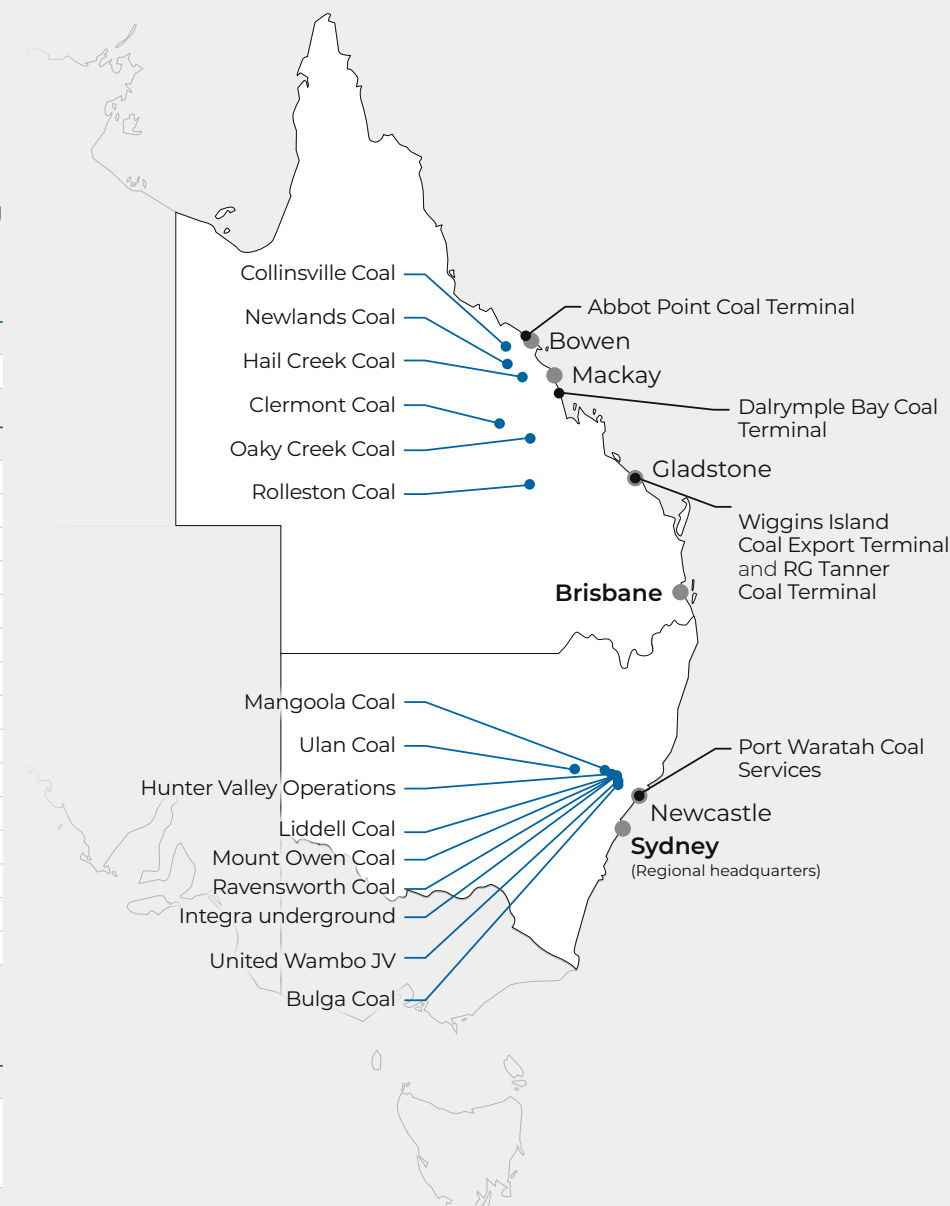 Collinsville Coal
Newlands Coal
Hail Creek Coal
Clermont Coal
Oaky Creek Coal
Rolleston Coal
Abbot Point Coal Terminal
Bowen
Mackay
Dalrymple Bay Coal
Terminal
Gladstone
Wiggins Island
Coal Export Terminal
and RG Tanner
Coal Terminal
Brisbane
Mangoola Coal
Ulan Coal
Hunter Valley Operations
Liddell Coal
Mount Owen Coal
Ravensworth Coal
Integra underground
United Wambo JV
Bulga Coal
Port Waratah Coal
Services
Newcastle
Sydney
(Regional headquarters)